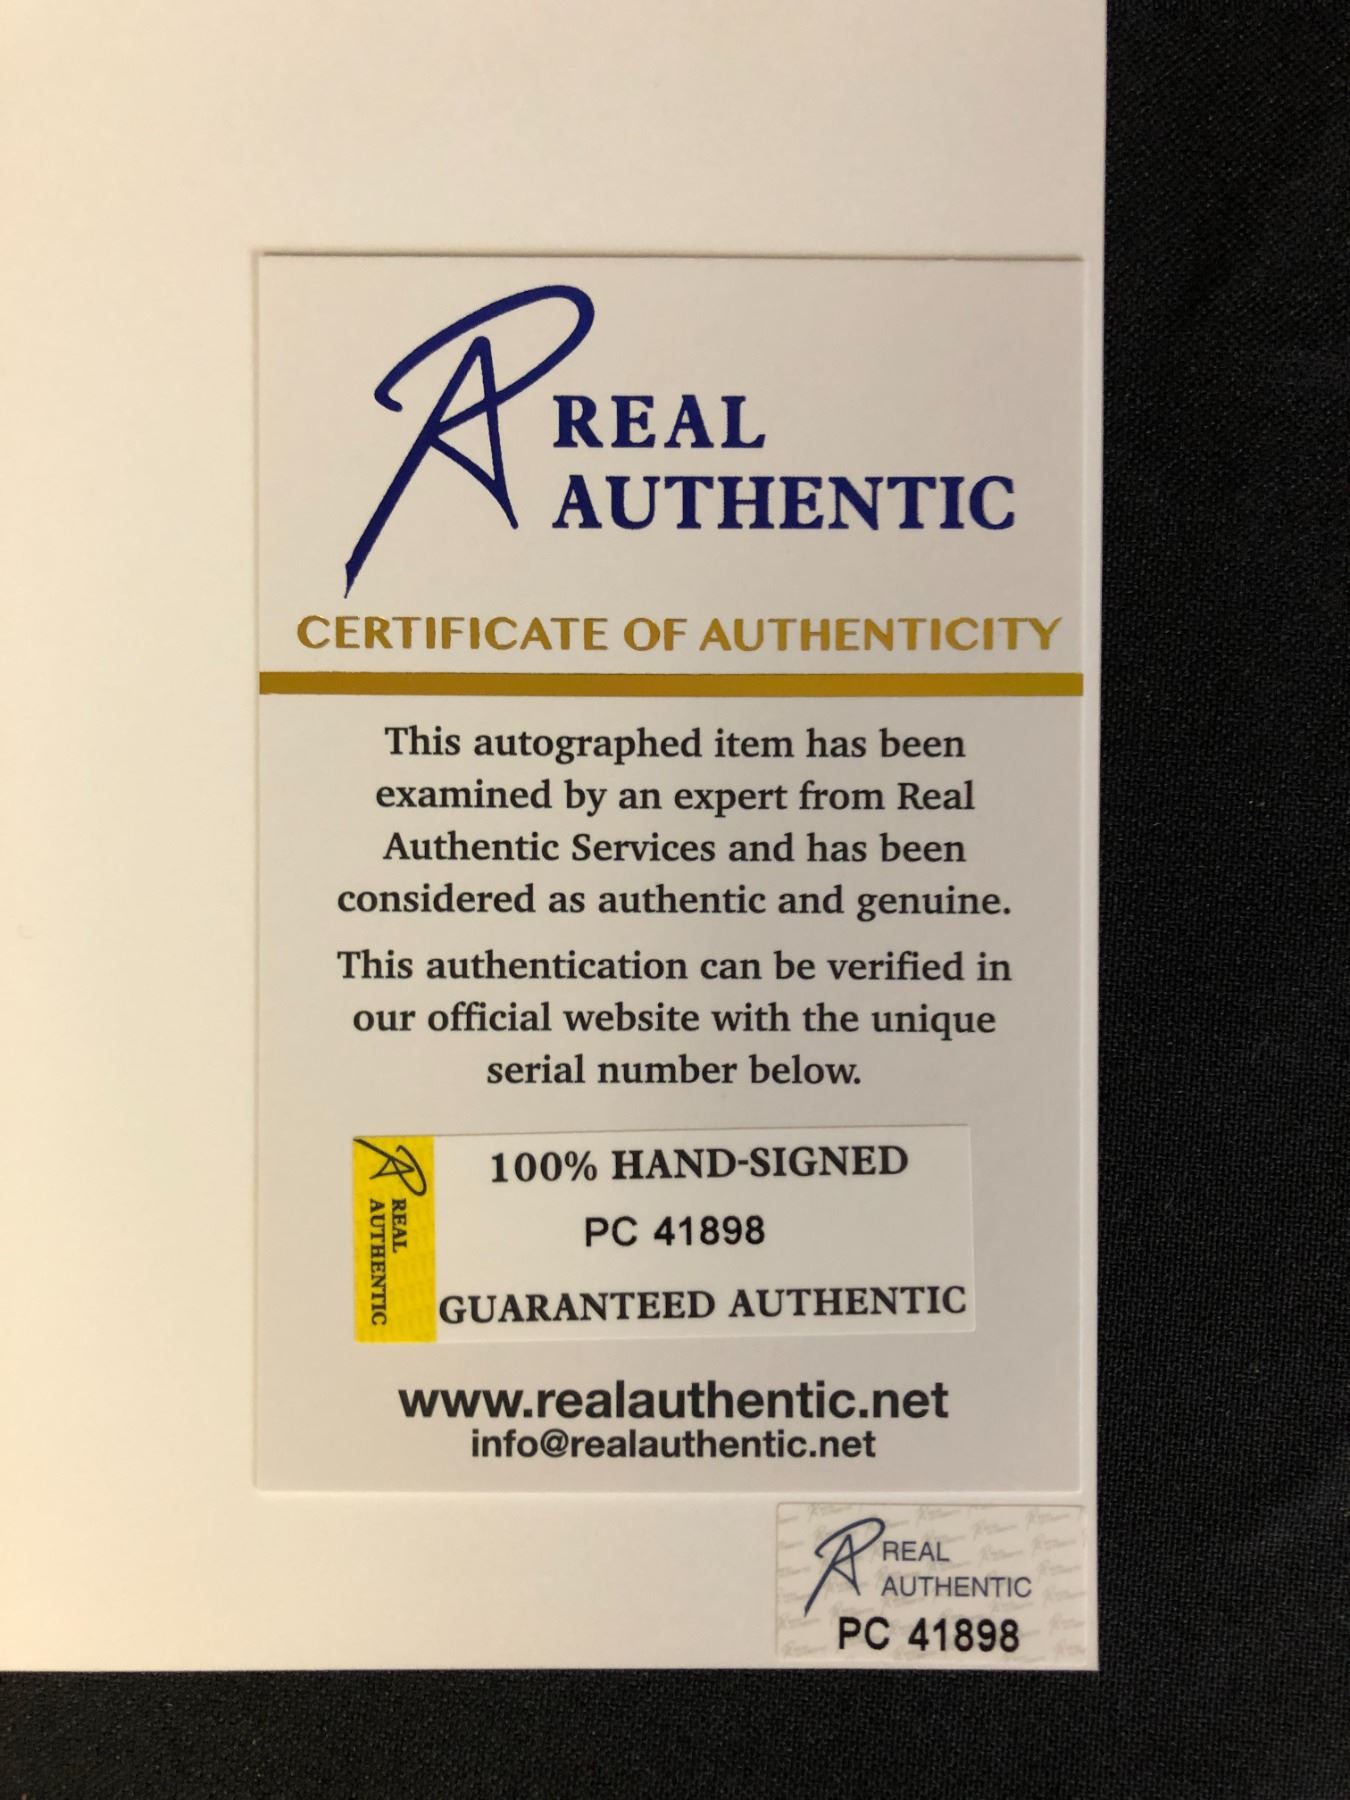 REAL
AUTHENTIC
CERTIFICATE OF AUTHENTICITY
This autographed item has been
examined by an expert from Real
Authentic Services and has been
considered as authentic and genuine.
This authentication can be verified in
our official website with the unique
serial number below.
REAL
AUTHENTIC
100% HAND-SIGNED
PC 41898
GUARANTEED AUTHENTIC
www.realauthentic.net
info@realauthentic.net
REAL
AUTHENTIC
PC 41898